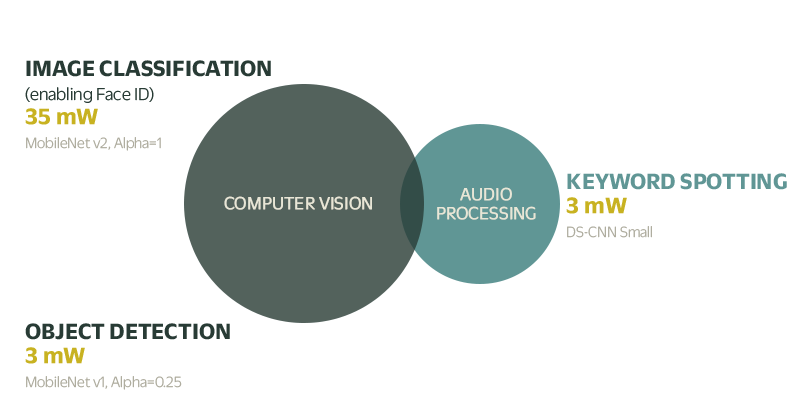 IMAGE CLASSIFICATION
(enabling Face ID)
35 mW
MobileNet v2, Alpha=1
COMPUTER VISION
AUDIO
PROCESSING
KEYWORD SPOTTING
3 mW
DS-CNN Small
OBJECT DETECTION
3 mW
MobileNet v1, Alpha=0.25